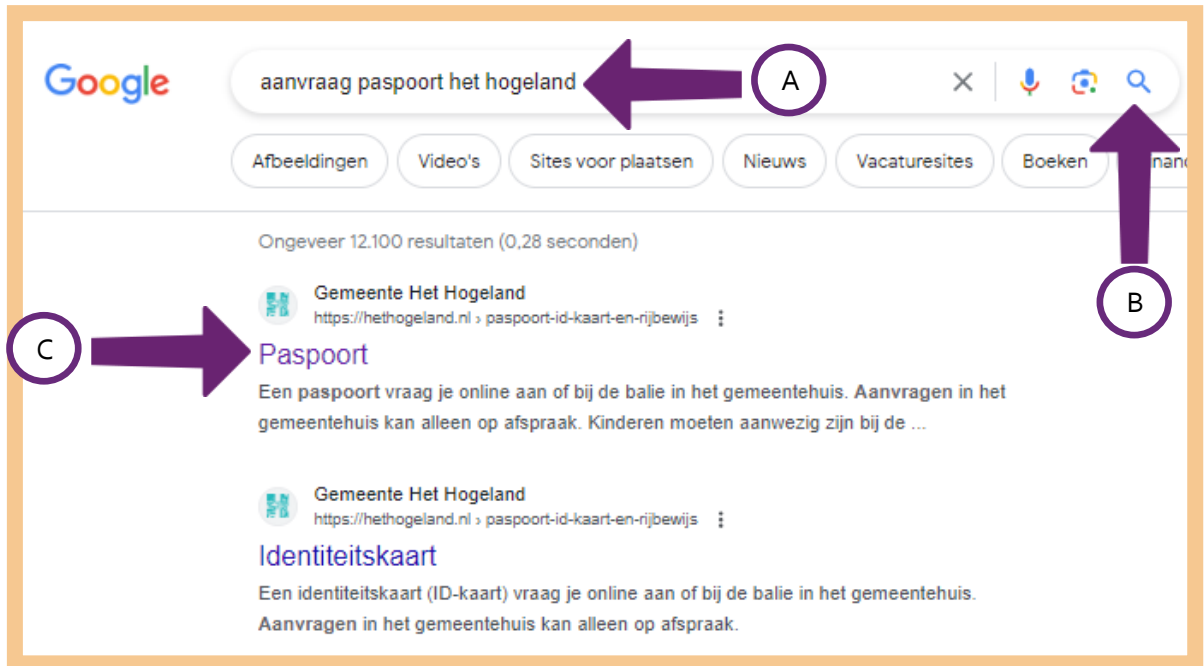 Google
aanvraag paspoort het hogeland
A
Afbeeldingen Video's Sites voor plaatsen Nieuws Vacaturesites Boeken
B
Ongeveer 12.100 resultaten (0,28 seconden)
Gemeente Het Hogeland
https://hethogeland.nl › paspoort-id-kaart-en-rijbewijs
C
Paspoort
Een paspoort vraag je online aan of bij de balie in het gemeentehuis. Aanvragen in het
gemeentehuis kan alleen op afspraak. Kinderen moeten aanwezig zijn bij de ...
Gemeente Het Hogeland
https://hethogeland.nl › paspoort-id-kaart-en-rijbewijs
Identiteitskaart
Een identiteitskaart (ID-kaart) vraag je online aan of bij de balie in het gemeentehuis.
Aanvragen in het gemeentehuis kan alleen op afspraak.